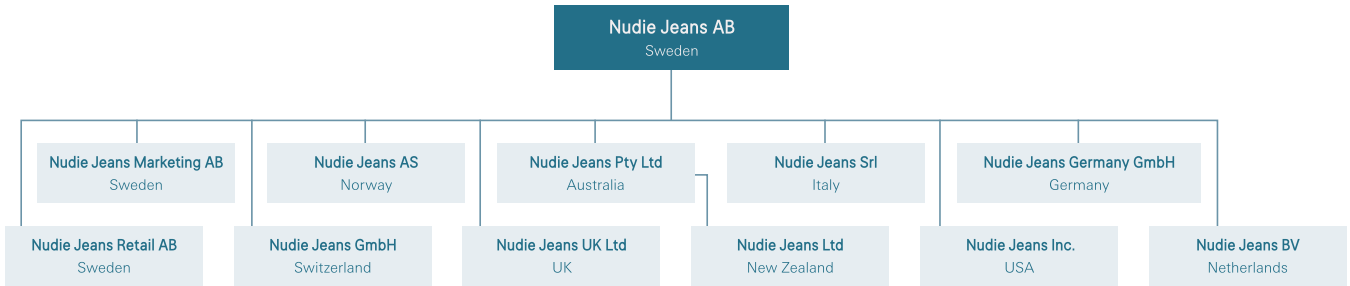 Nudie Jeans AB
Sweden
Nudie Jeans Marketing AB
Sweden
Nudie Jeans AS
Norway
Nudie Jeans Pty Ltd
Australia
Nudie Jeans Srl
Italy
Nudie Jeans Germany GmbH
Germany
Nudie Jeans Retail AB
Sweden
Nudie Jeans GmbH
Switzerland
Nudie Jeans UK Ltd
UK
Nudie Jeans Ltd
New Zealand
Nudie Jeans Inc.
USA
Nudie Jeans BV
Netherlands